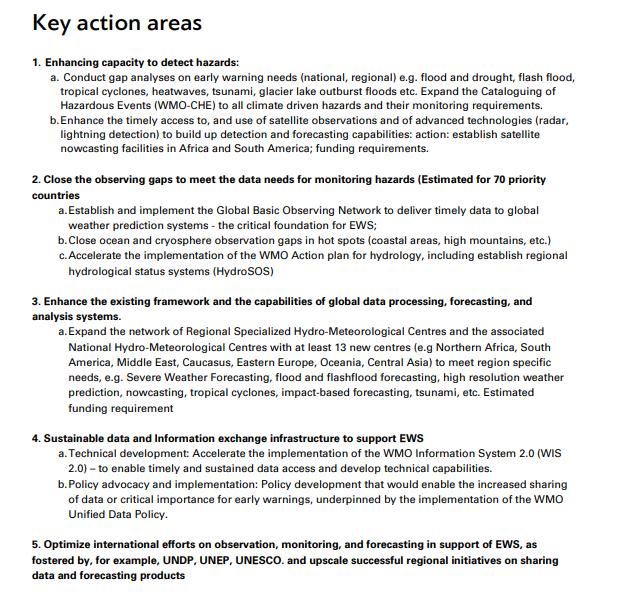 Key action areas
1. Enhancing capacity to detect hazards:
a. Conduct gap analyses on early warning needs (national, regional) e.g. flood and drought, flash flood,
tropical cyclones, heatwaves, tsunami, glacier lake outburst floods etc. Expand the Cataloguing of
Hazardous Events (WMO-CHE) to all climate driven hazards and their monitoring requirements.
b. Enhance the timely access to, and use of satellite observations and of advanced technologies (radar,
lightning detection) to build up detection and forecasting capabilities: action: establish satellite
nowcasting facilities in Africa and South America; funding requirements.
2. Close the observing gaps to meet the data needs for monitoring hazards (Estimated for 70 priority
countries
a. Establish and implement the Global Basic Observing Network to deliver timely data to global
weather prediction systems - the critical foundation for EWS;
b. Close ocean and cryosphere observation gaps in hot spots (coastal areas, high mountains, etc.)
c. Accelerate the implementation of the WMO Action plan for hydrology, including establish regional
hydrological status systems (HydroSOS)
3. Enhance the existing framework and the capabilities of global data processing, forecasting, and
analysis systems.
a. Expand the network of Regional Specialized Hydro-Meteorological Centres and the associated
National Hydro-Meteorological Centres with at least 13 new centres (e.g Northern Africa, South
America, Middle East, Caucasus, Eastern Europe, Oceania, Central Asia) to meet region specific
needs, e.g. Severe Weather Forecasting, flood and flashflood forecasting, high resolution weather
prediction, nowcasting, tropical cyclones, impact-based forecasting, tsunami, etc. Estimated
funding requirement
4. Sustainable data and Information exchange infrastructure to support EWS
a. Technical development: Accelerate the implementation of the WMO Information System 2.0 (WIS
2.0) – to enable timely and sustained data access and develop technical capabilities.
b. Policy advocacy and implementation: Policy development that would enable the increased sharing
of data or critical importance for early warnings, underpinned by the implementation of the WMO
Unified Data Policy.
5. Optimize international efforts on observation, monitoring, and forecasting in support of EWS, as
fostered by, for example, UNDP, UNEP, UNESCO. and upscale successful regional initiatives on sharing
data and forecasting products